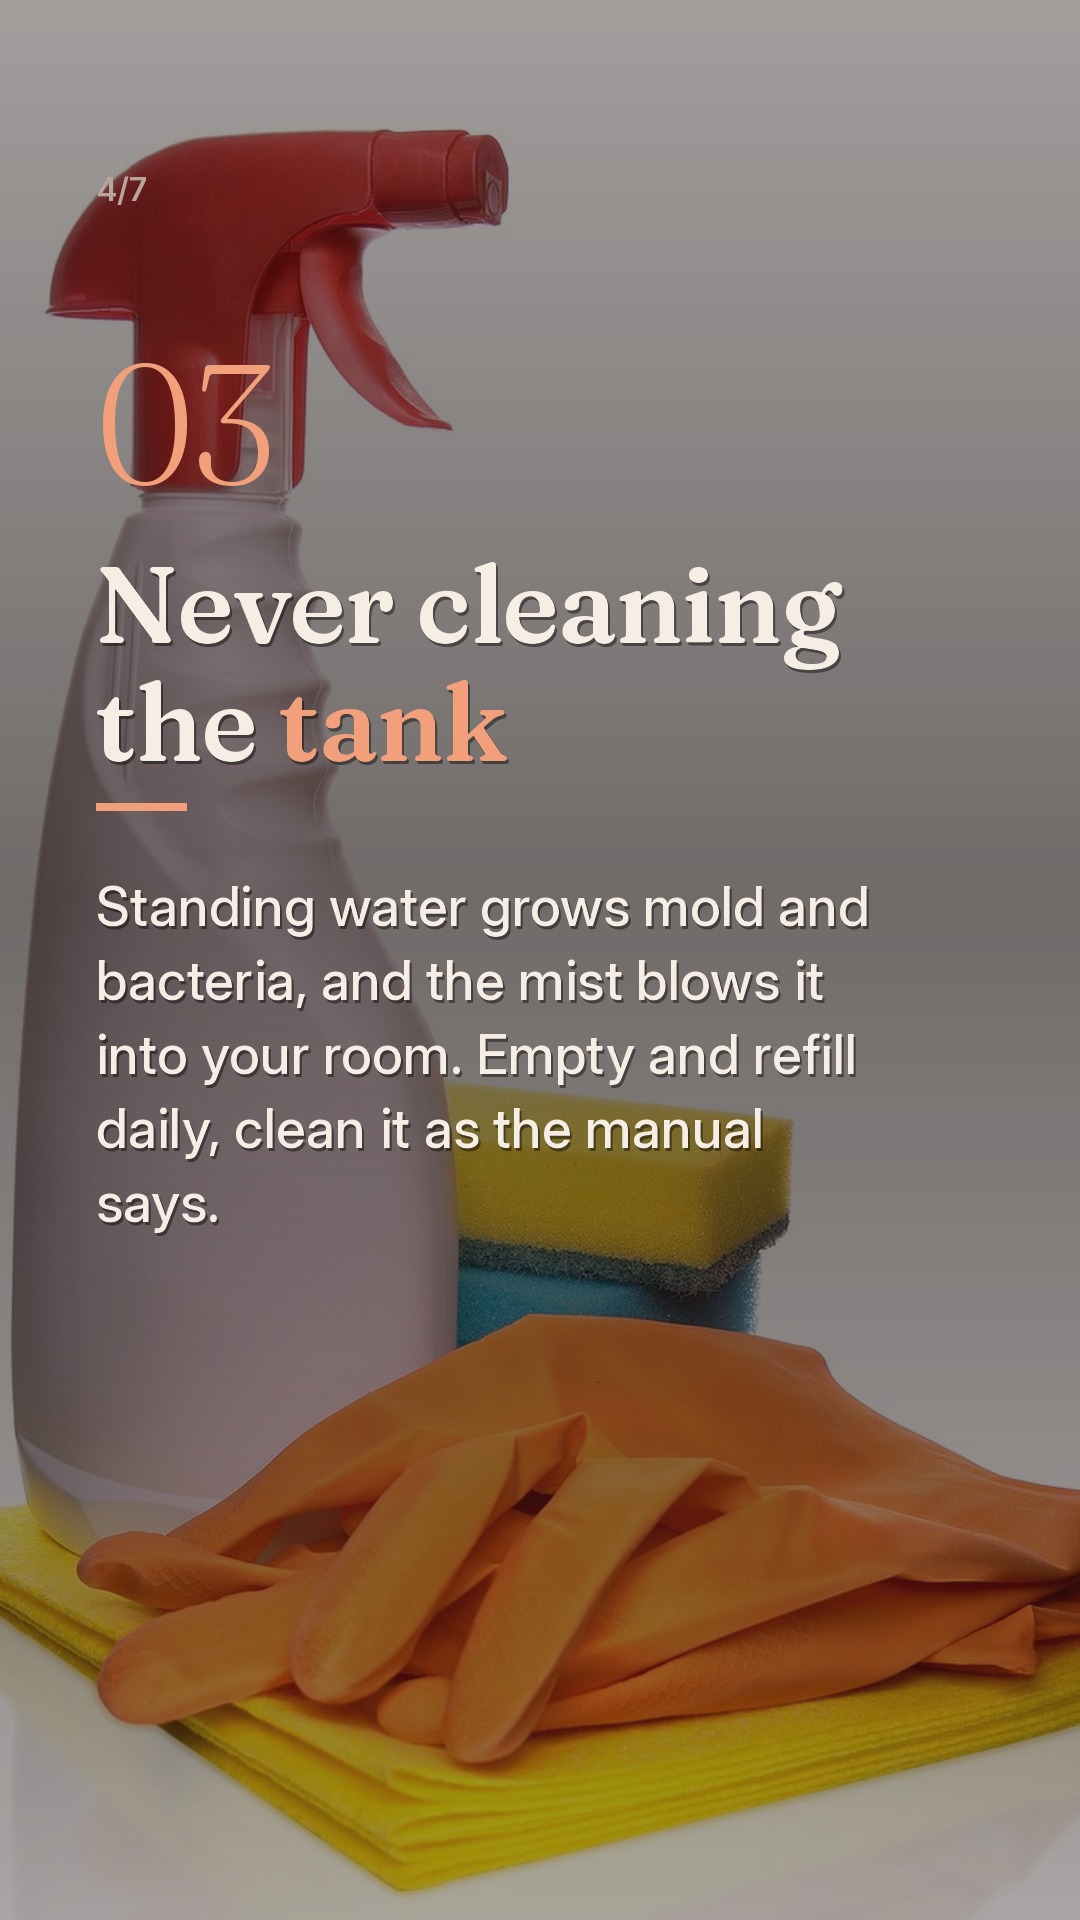 4/7
03
Never cleaning
the tank
Standing water grows mold and
bacteria, and the mist blows it
into your room. Empty and refill
daily, clean it as the manual
says.